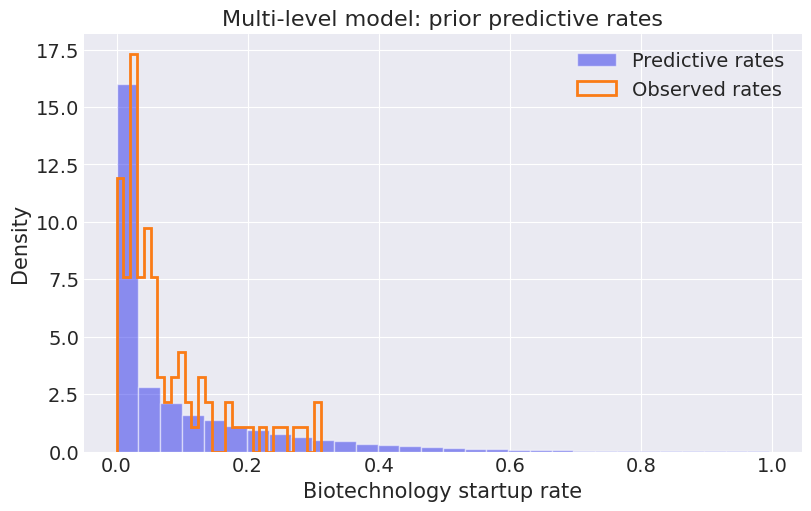 Multi-level model: prior predictive rates
Predictive rates
Observed rates
Density
17.5
15.0
12.5
10.0
7.5
5.0
2.5
0.0
0.0 0.2 0.4 0.6 0.8 1.0
Biotechnology startup rate